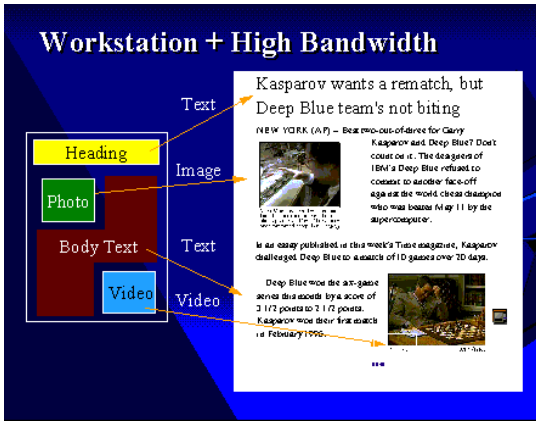 Workstation + High Bandwidth
Kasparov wants a rematch, but
Deep Blue team's not biting
NEW YORK (AP) – Best two-out-of-three for Garry
Kasparov and Deep Blue? Don't
count on it. The designers of
IBM's Deep Blue refused to
commit to another face-off
against the world chess champion
who was beaten May 11 by the
supercomputer.
In an essay published in this week's Time magazine, Kasparov
challenged Deep Blue to a match of 10 games over 20 days.
Deep Blue won the six-game
series this month by a score of
3 1/2 points to 2 1/2 points.
Kasparov won their first match
in February 1996.
Text
Image
Text
Video
Heading
Photo
Body Text
Video